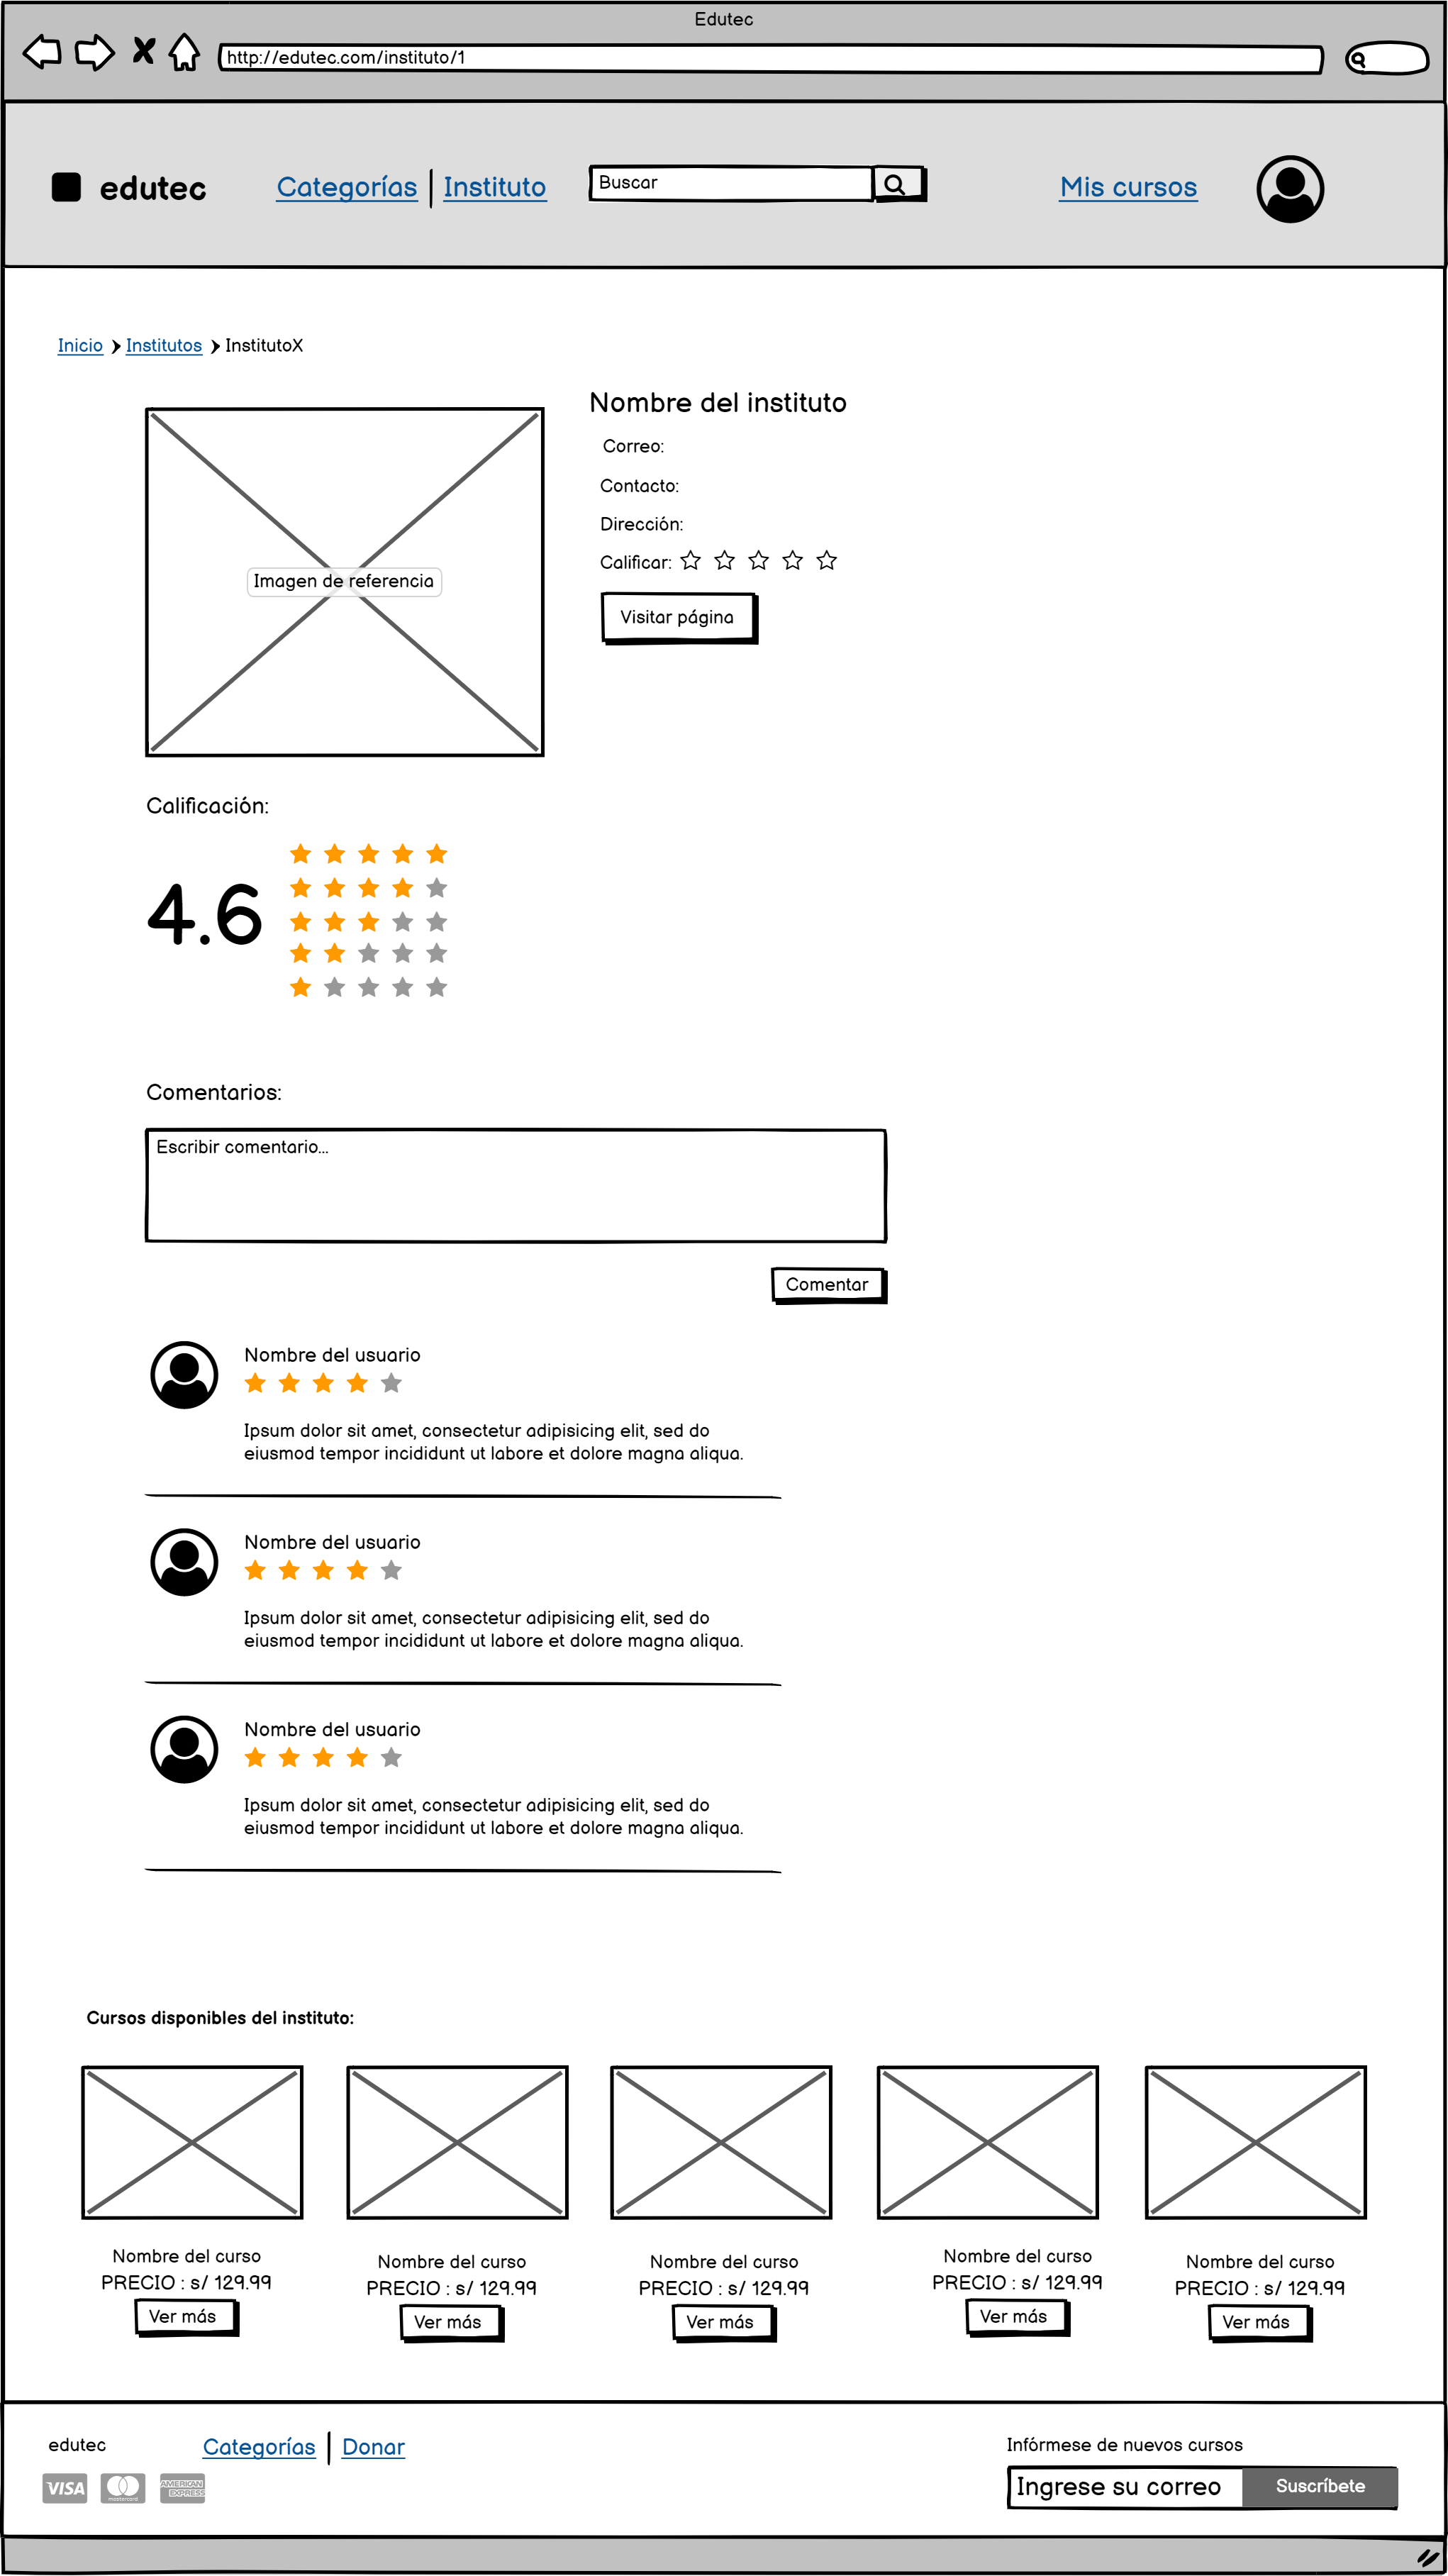 Edutec
http://edutec.com/instituto/1
edutec
Categorías
Instituto
Buscar
Mis cursos
Inicio
Institutos
InstitutoX
Nombre del instituto
Correo:
Contacto:
Dirección:
Calificar:
Imagen de referencia
Visitar página
Calificación:
4.6
Comentarios:
Escribir comentario...
Comentar
Nombre del usuario
Ipsum dolor sit amet, consectetur adipisicing elit, sed do
eiusmod tempor incididunt ut labore et dolore magna aliqua.
Nombre del usuario
Ipsum dolor sit amet, consectetur adipisicing elit, sed do
eiusmod tempor incididunt ut labore et dolore magna aliqua.
Nombre del usuario
Ipsum dolor sit amet, consectetur adipisicing elit, sed do
eiusmod tempor incididunt ut labore et dolore magna aliqua.
Cursos disponibles del instituto:
Nombre del curso
PRECIO : s/ 129.99
Ver más
Nombre del curso
PRECIO : s/ 129.99
Ver más
Nombre del curso
PRECIO : s/ 129.99
Ver más
Nombre del curso
PRECIO : s/ 129.99
Ver más
Nombre del curso
PRECIO : s/ 129.99
Ver más
edutec
Categorías
Donar
VISA
mastercard
AMERICAN
EXPRESS
Infórmese de nuevos cursos
Ingrese su correo
Suscríbete